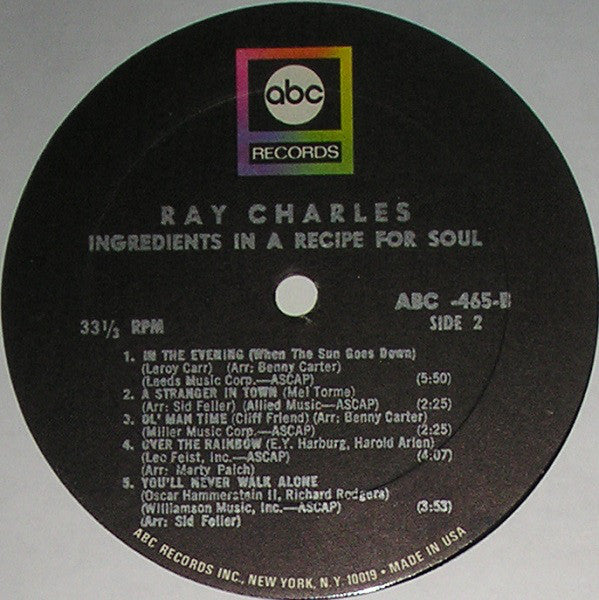 abc
RECORDS
RAY CHARLES
INGREDIENTS IN A RECIPE FOR SOUL
ABC -465-B
33⅓ RPM SIDE 2
1. IN THE EVENING (When The Sun Goes Down)
(Leroy Carr) (Arr: Benny Carter)
(Leeds Music Corp.—ASCAP) (5:50)
2. A STRANGER IN TOWN (Mel Torme)
(Arr: Sid Feller) (Allied Music—ASCAP) (2:25)
3. OL' MAN TIME (Cliff Friend) (Arr: Benny Carter)
(Miller Music Corp.—ASCAP) (2:25)
4. OVER THE RAINBOW (E.Y. Harburg, Harold Arlen)
(Leo Feist, Inc.—ASCAP) (4:07)
(Arr: Marty Paich)
5. YOU'LL NEVER WALK ALONE
(Oscar Hammerstein II, Richard Rodgers)
(Williamson Music, Inc.—ASCAP) (3:53)
(Arr: Sid Feller)
ABC RECORDS INC., NEW YORK, N.Y. 10019 • MADE IN USA